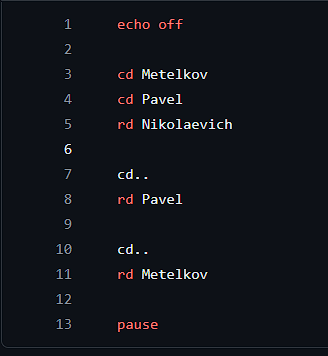 1 echo off
2
3 cd Metelkov
4 cd Pavel
5 rd Nikolaevich
6
7 cd..
8 rd Pavel
9
10 cd..
11 rd Metelkov
12
13 pause